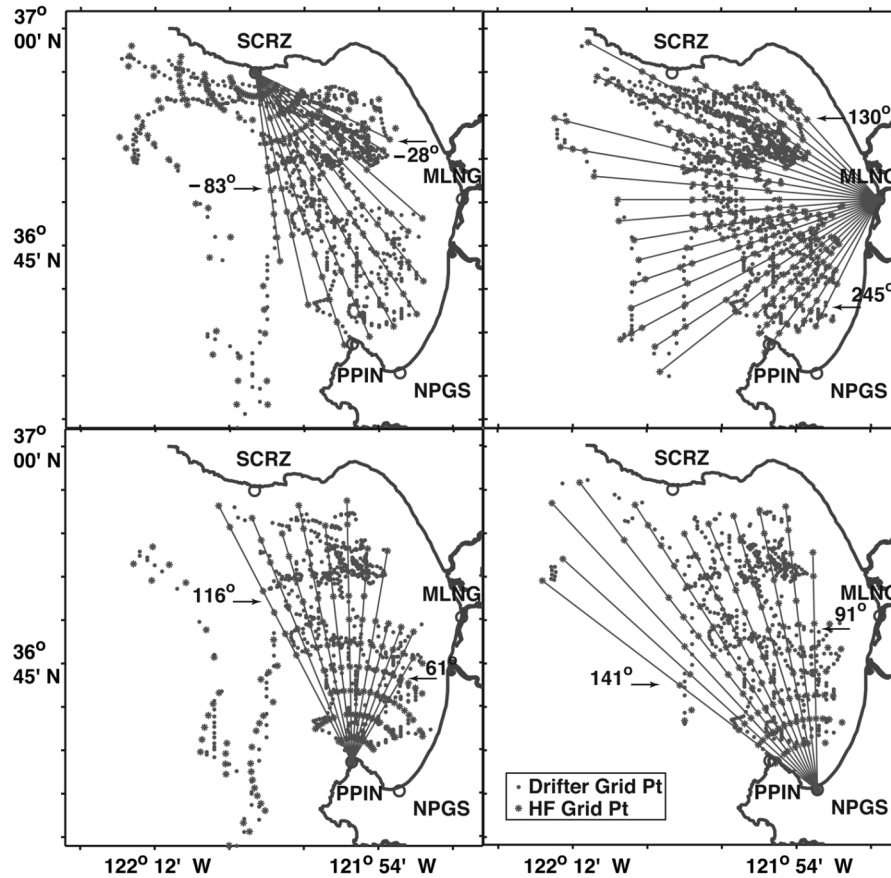 37°
00' N
SCRZ
−28°
−83°
MLNG
36°
45' N
PPIN
NPGS
SCRZ
130°
MLNG
245°
PPIN
NPGS
37°
00' N
SCRZ
116°
MLNG
36°
45' N
61°
PPIN
NPGS
122° 12' W
121° 54' W
SCRZ
MLNG
91°
141°
• Drifter Grid Pt
* HF Grid Pt
PPIN
NPGS
122° 12' W
121° 54' W